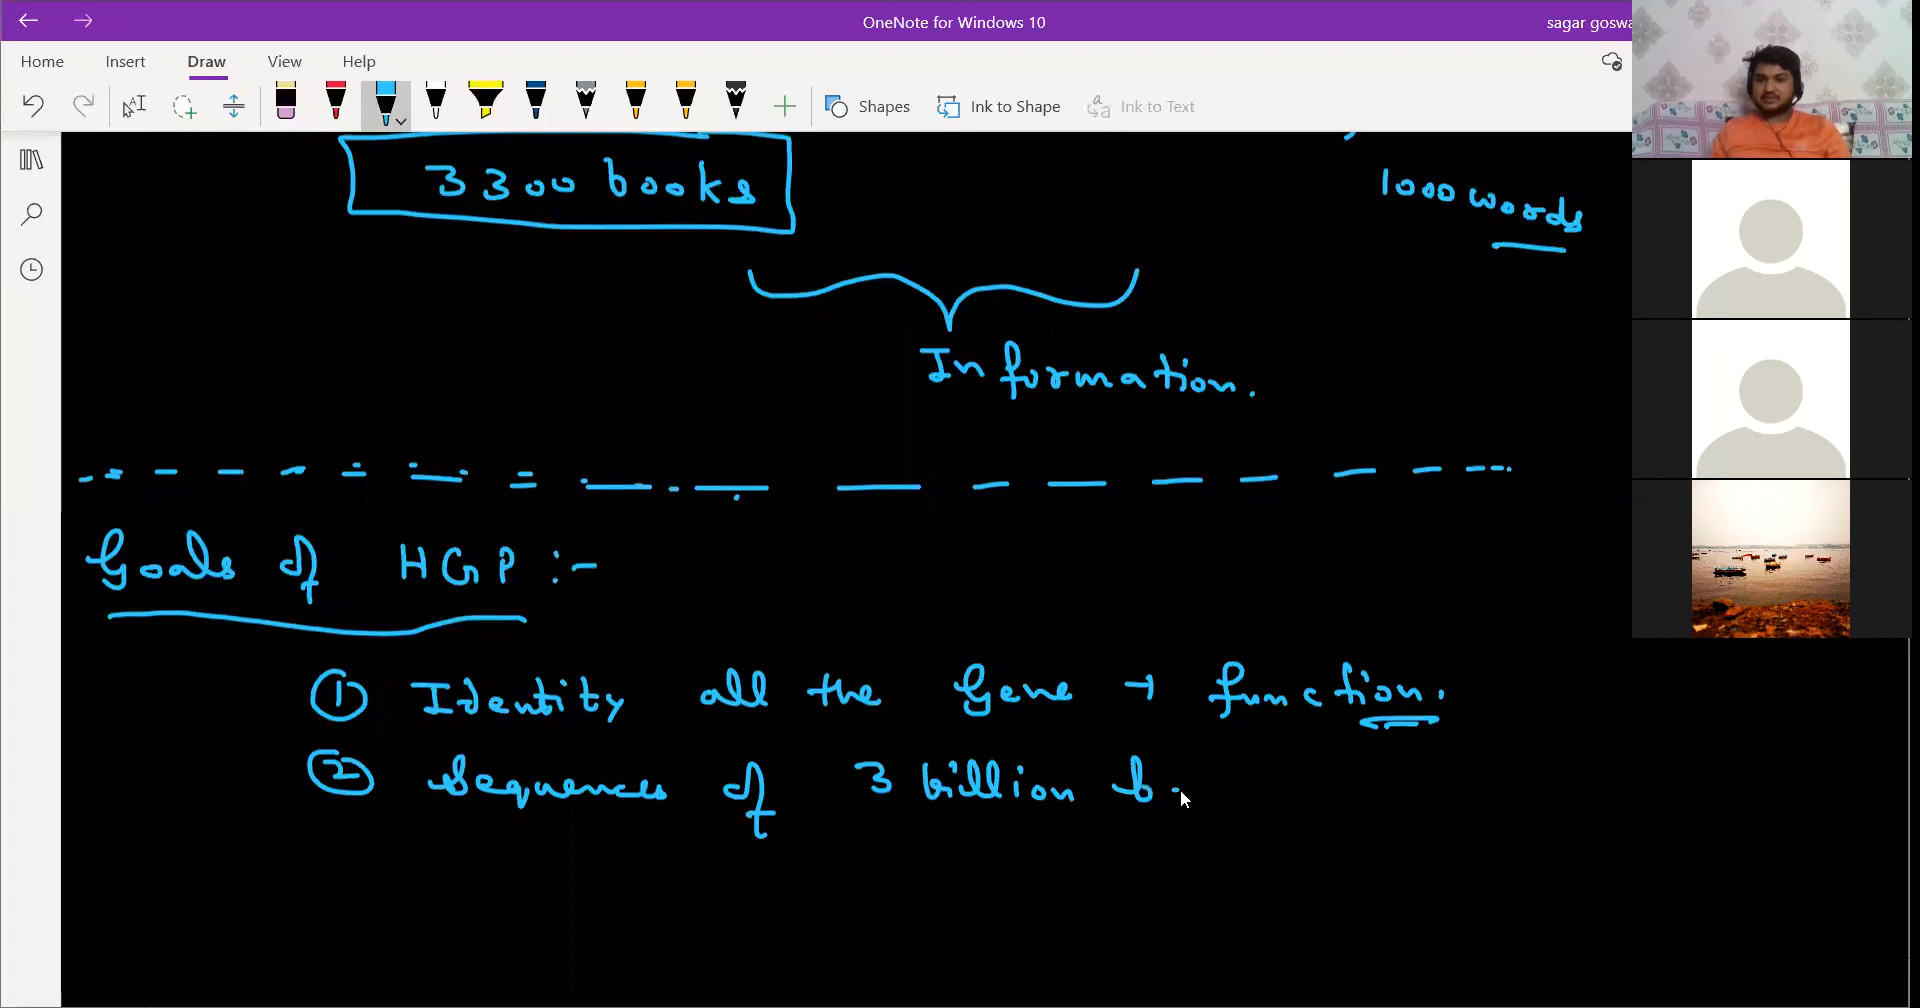 OneNote for Windows 10
sagar goswa
Home Insert Draw View Help
Shapes Ink to Shape Ink to Text
3300 books
1000 words
Information.
Goals of HGP :-
① Identity all the Gene → function.
② Sequences of 3 billion b